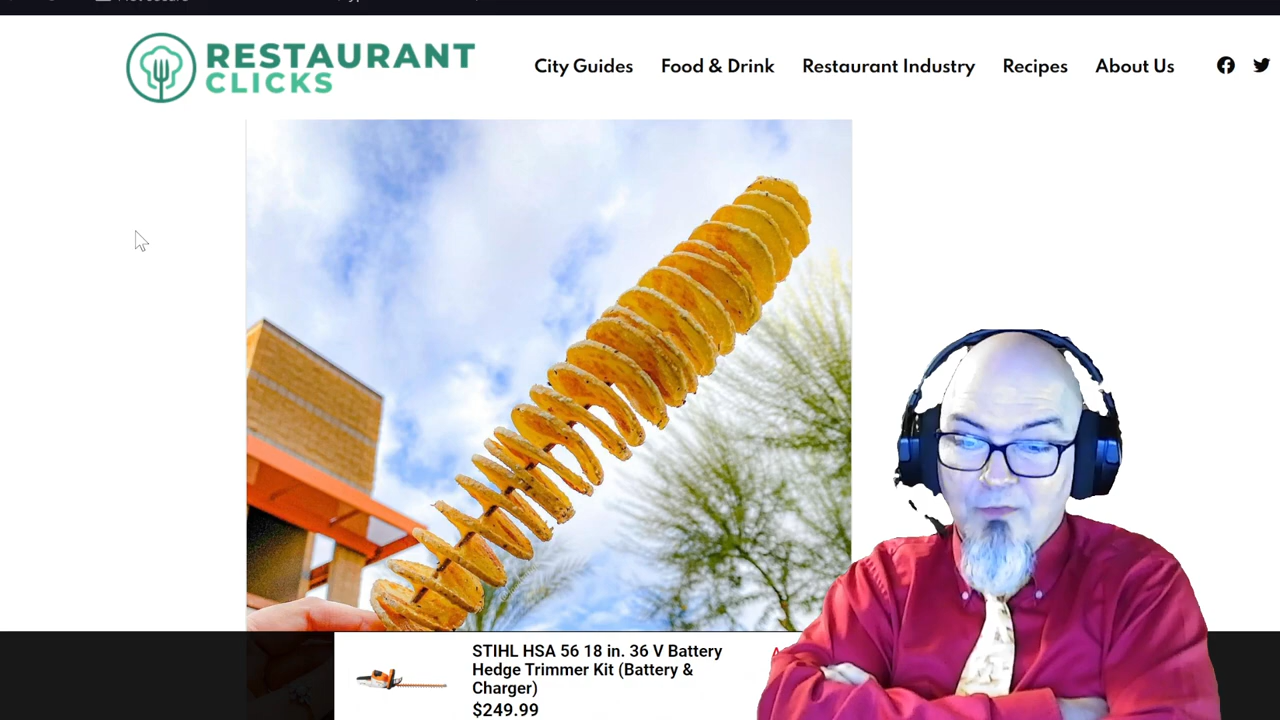 RESTAURANT
CLICKS
City Guides Food & Drink Restaurant Industry Recipes About Us
STIHL HSA 56 18 in. 36 V Battery
Hedge Trimmer Kit (Battery &
Charger)
$249.99